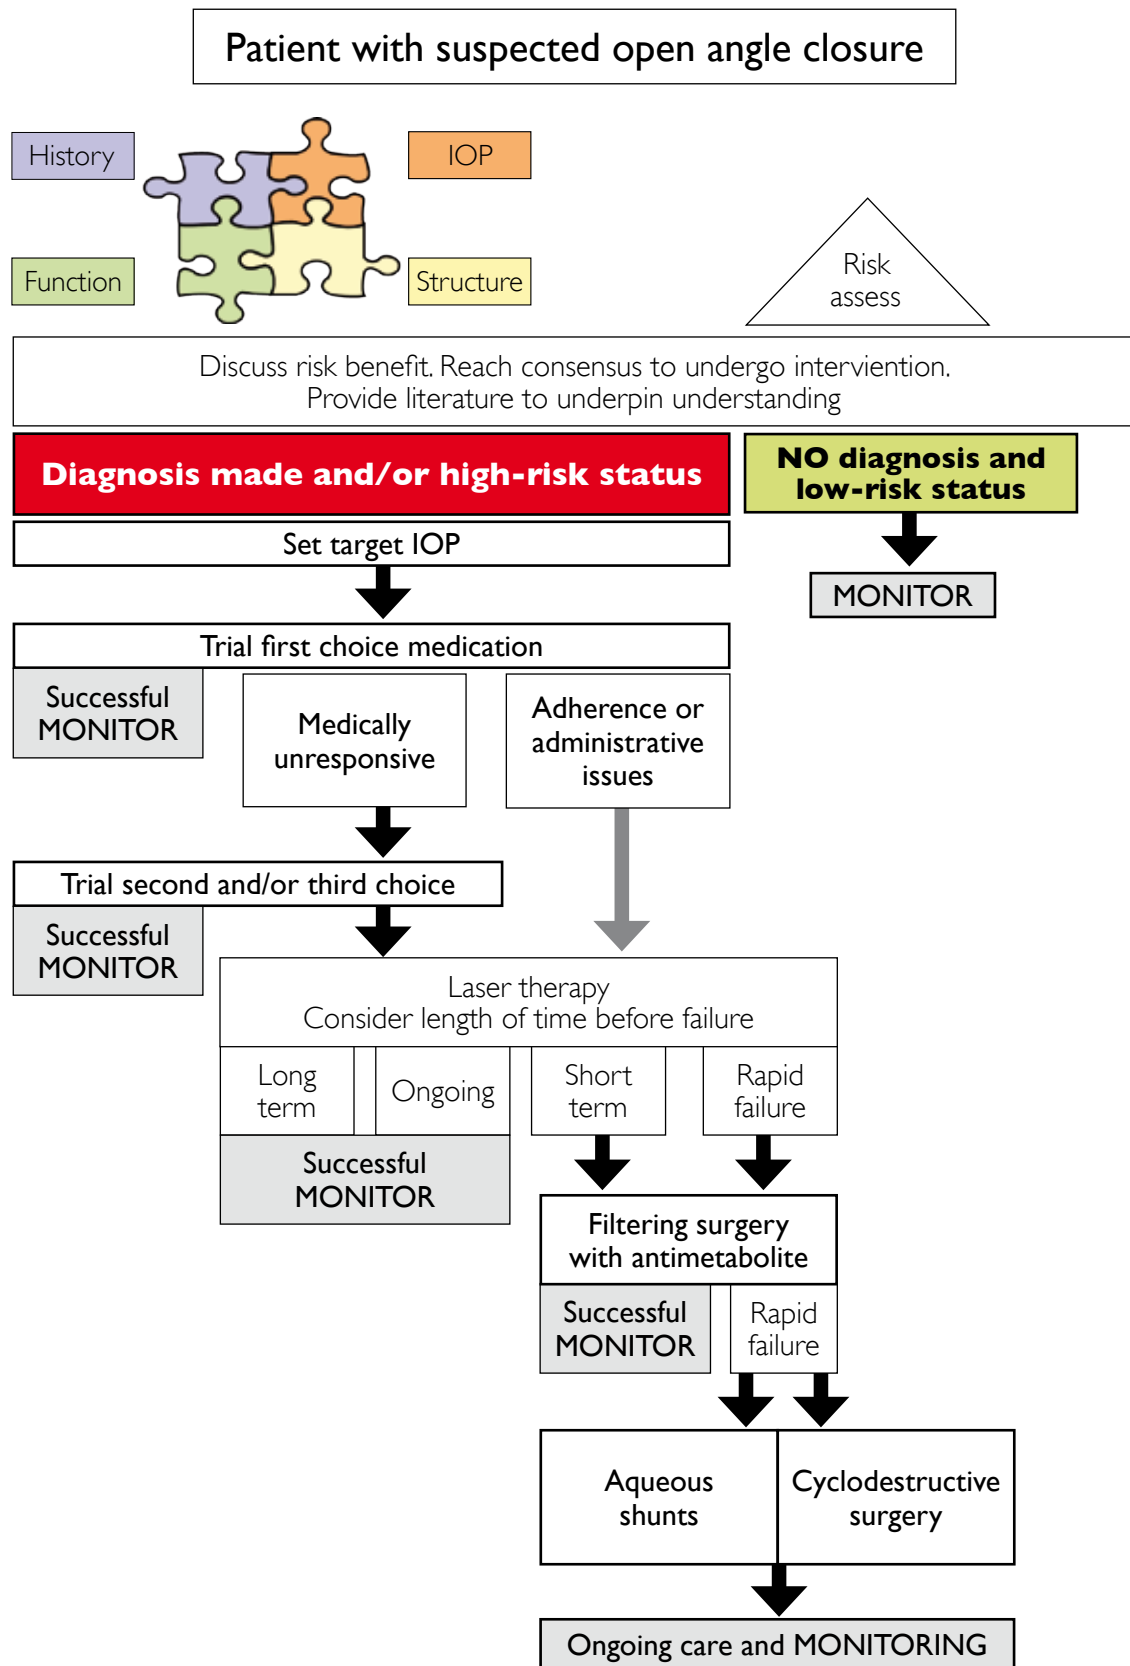 Patient with suspected open angle closure
History
IOP
Function
Structure
Risk
assess
Discuss risk benefit. Reach consensus to undergo interviention.
Provide literature to underpin understanding
Diagnosis made and/or high-risk status
NO diagnosis and
low-risk status
Set target IOP
MONITOR
Trial first choice medication
Successful
MONITOR
Medically
unresponsive
Adherence or
administrative
issues
Trial second and/or third choice
Successful
MONITOR
Laser therapy
Consider length of time before failure
Long
term
Ongoing
Short
term
Rapid
failure
Successful
MONITOR
Filtering surgery
with antimetabolite
Successful
MONITOR
Rapid
failure
Aqueous
shunts
Cyclodestructive
surgery
Ongoing care and MONITORING